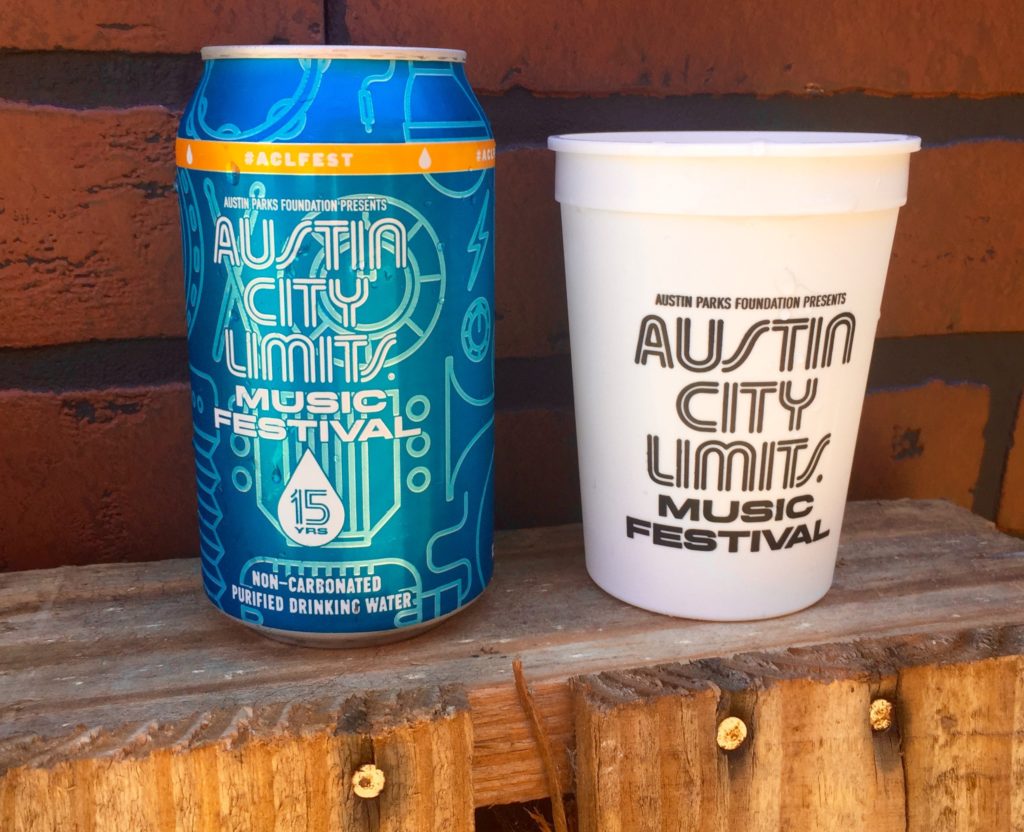 #ACLFEST
AUSTIN PARKS FOUNDATION PRESENTS
AUSTIN
CITY
LIMITS.
MUSIC
FESTIVAL
15
YRS
NON-CARBONATED
PURIFIED DRINKING WATER
AUSTIN PARKS FOUNDATION PRESENTS
AUSTIN
CITY
LIMITS.
MUSIC
FESTIVAL